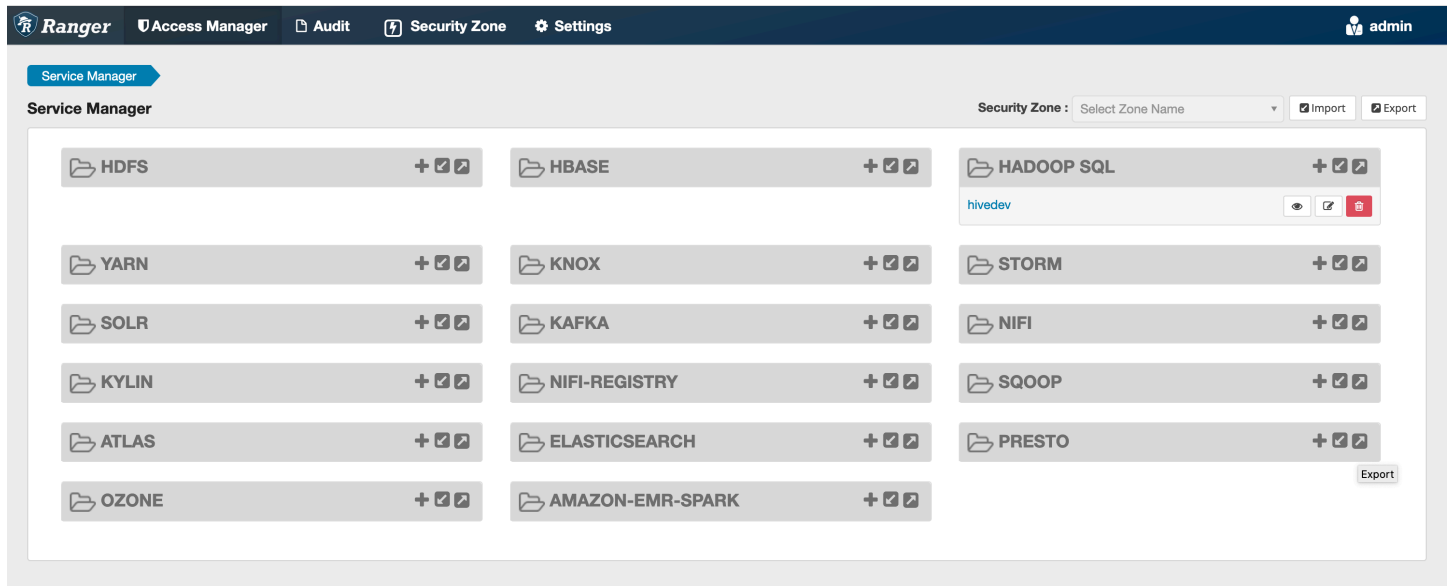 Ranger Access Manager Audit Security Zone Settings admin
Service Manager
Service Manager Security Zone : Select Zone Name Import Export
HDFS HBASE HADOOP SQL
hivedev
YARN KNOX STORM
SOLR KAFKA NIFI
KYLIN NIFI-REGISTRY SQOOP
ATLAS ELASTICSEARCH PRESTO
Export
OZONE AMAZON-EMR-SPARK